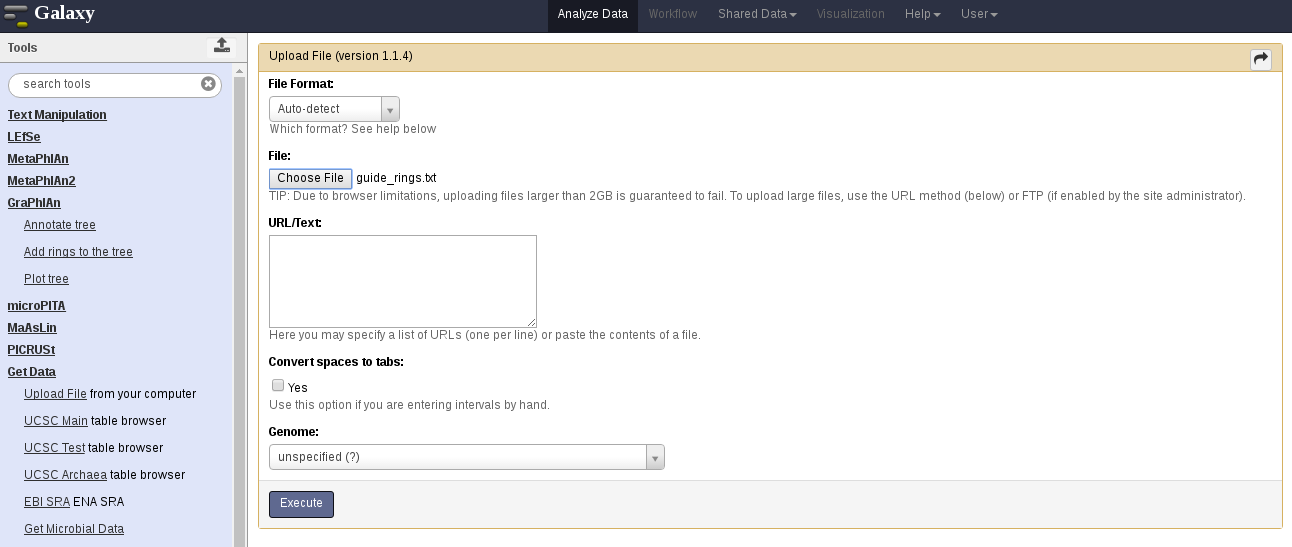 Galaxy
Analyze Data Workflow Shared Data Visualization Help User
Tools
search tools
Text Manipulation
LEfSe
MetaPhlAn
MetaPhlAn2
GraPhlAn
Annotate tree
Add rings to the tree
Plot tree
microPITA
MaAsLin
PICRUSt
Get Data
Upload File from your computer
UCSC Main table browser
UCSC Test table browser
UCSC Archaea table browser
EBI SRA ENA SRA
Get Microbial Data
Upload File (version 1.1.4)
File Format:
Auto-detect
Which format? See help below
File:
Choose File guide_rings.txt
TIP: Due to browser limitations, uploading files larger than 2GB is guaranteed to fail. To upload large files, use the URL method (below) or FTP (if enabled by the site administrator).
URL/Text:
Here you may specify a list of URLs (one per line) or paste the contents of a file.
Convert spaces to tabs:
Yes
Use this option if you are entering intervals by hand.
Genome:
unspecified (?)
Execute